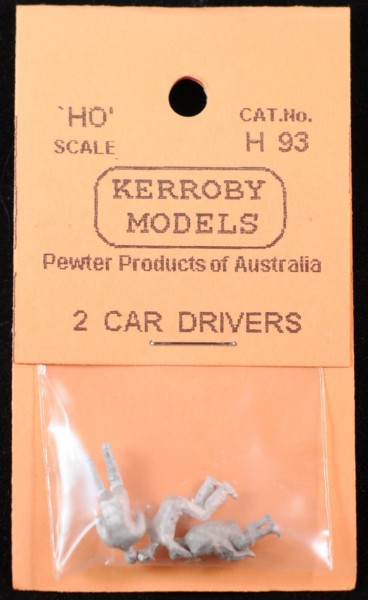 `HO' CAT.No.
SCALE H 93
KERROBY
MODELS
Pewter Products of Australia
2 CAR DRIVERS